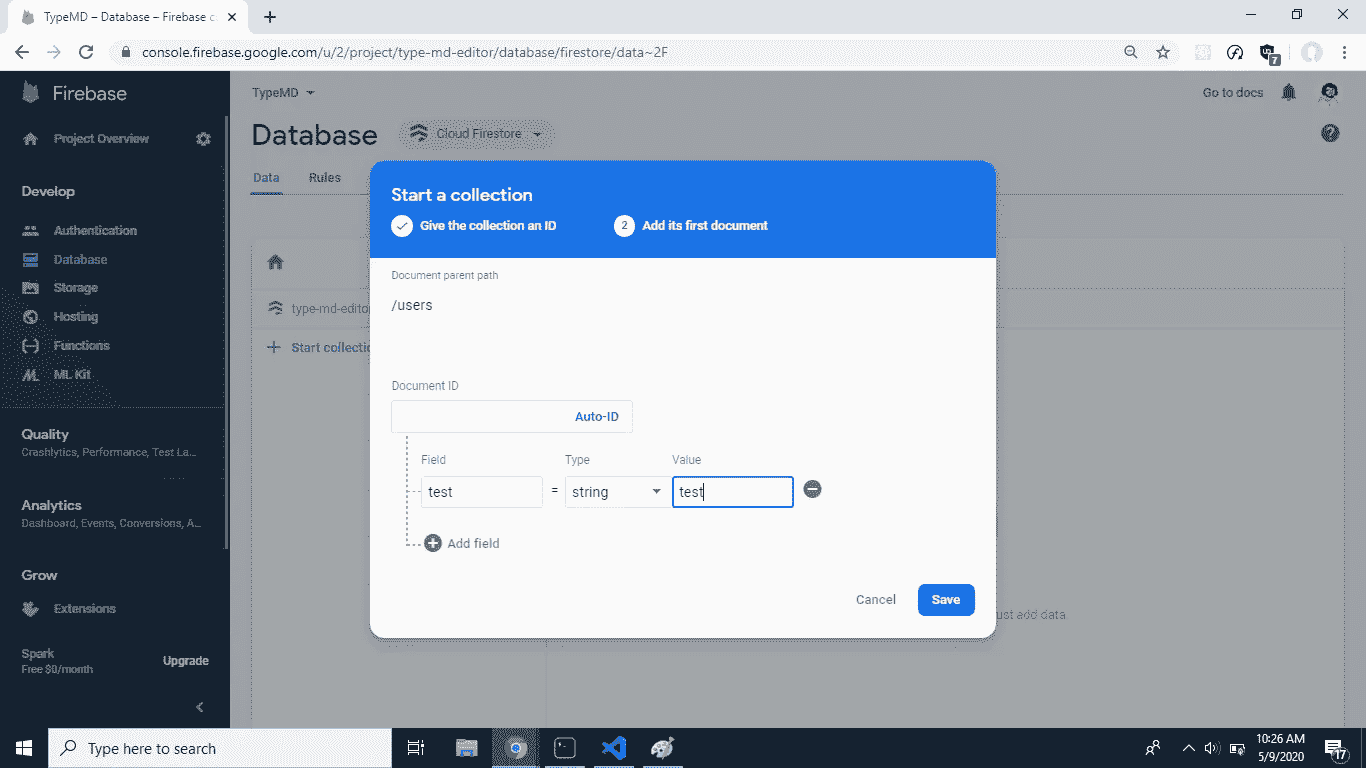 TypeMD – Database – Firebase c
console.firebase.google.com/u/2/project/type-md-editor/database/firestore/data~2F
7
Firebase
Project Overview
Develop
Authentication
Database
Storage
Hosting
Functions
ML Kit
Quality
Crashlytics, Performance, Test La...
Analytics
Dashboard, Events, Conversions, A...
Grow
Extensions
Spark
Free $0/month
Upgrade
TypeMD
Go to docs
Database
Cloud Firestore
Data
Rules
type-md-editor
Start collectio
Start a collection
Give the collection an ID
2
Add its first document
Document parent path
/users
Document ID
Auto-ID
Field
Type
Value
test
=
string
test
Add field
Cancel
Save
ust add data
Type here to search
10:26 AM
5/9/2020
17